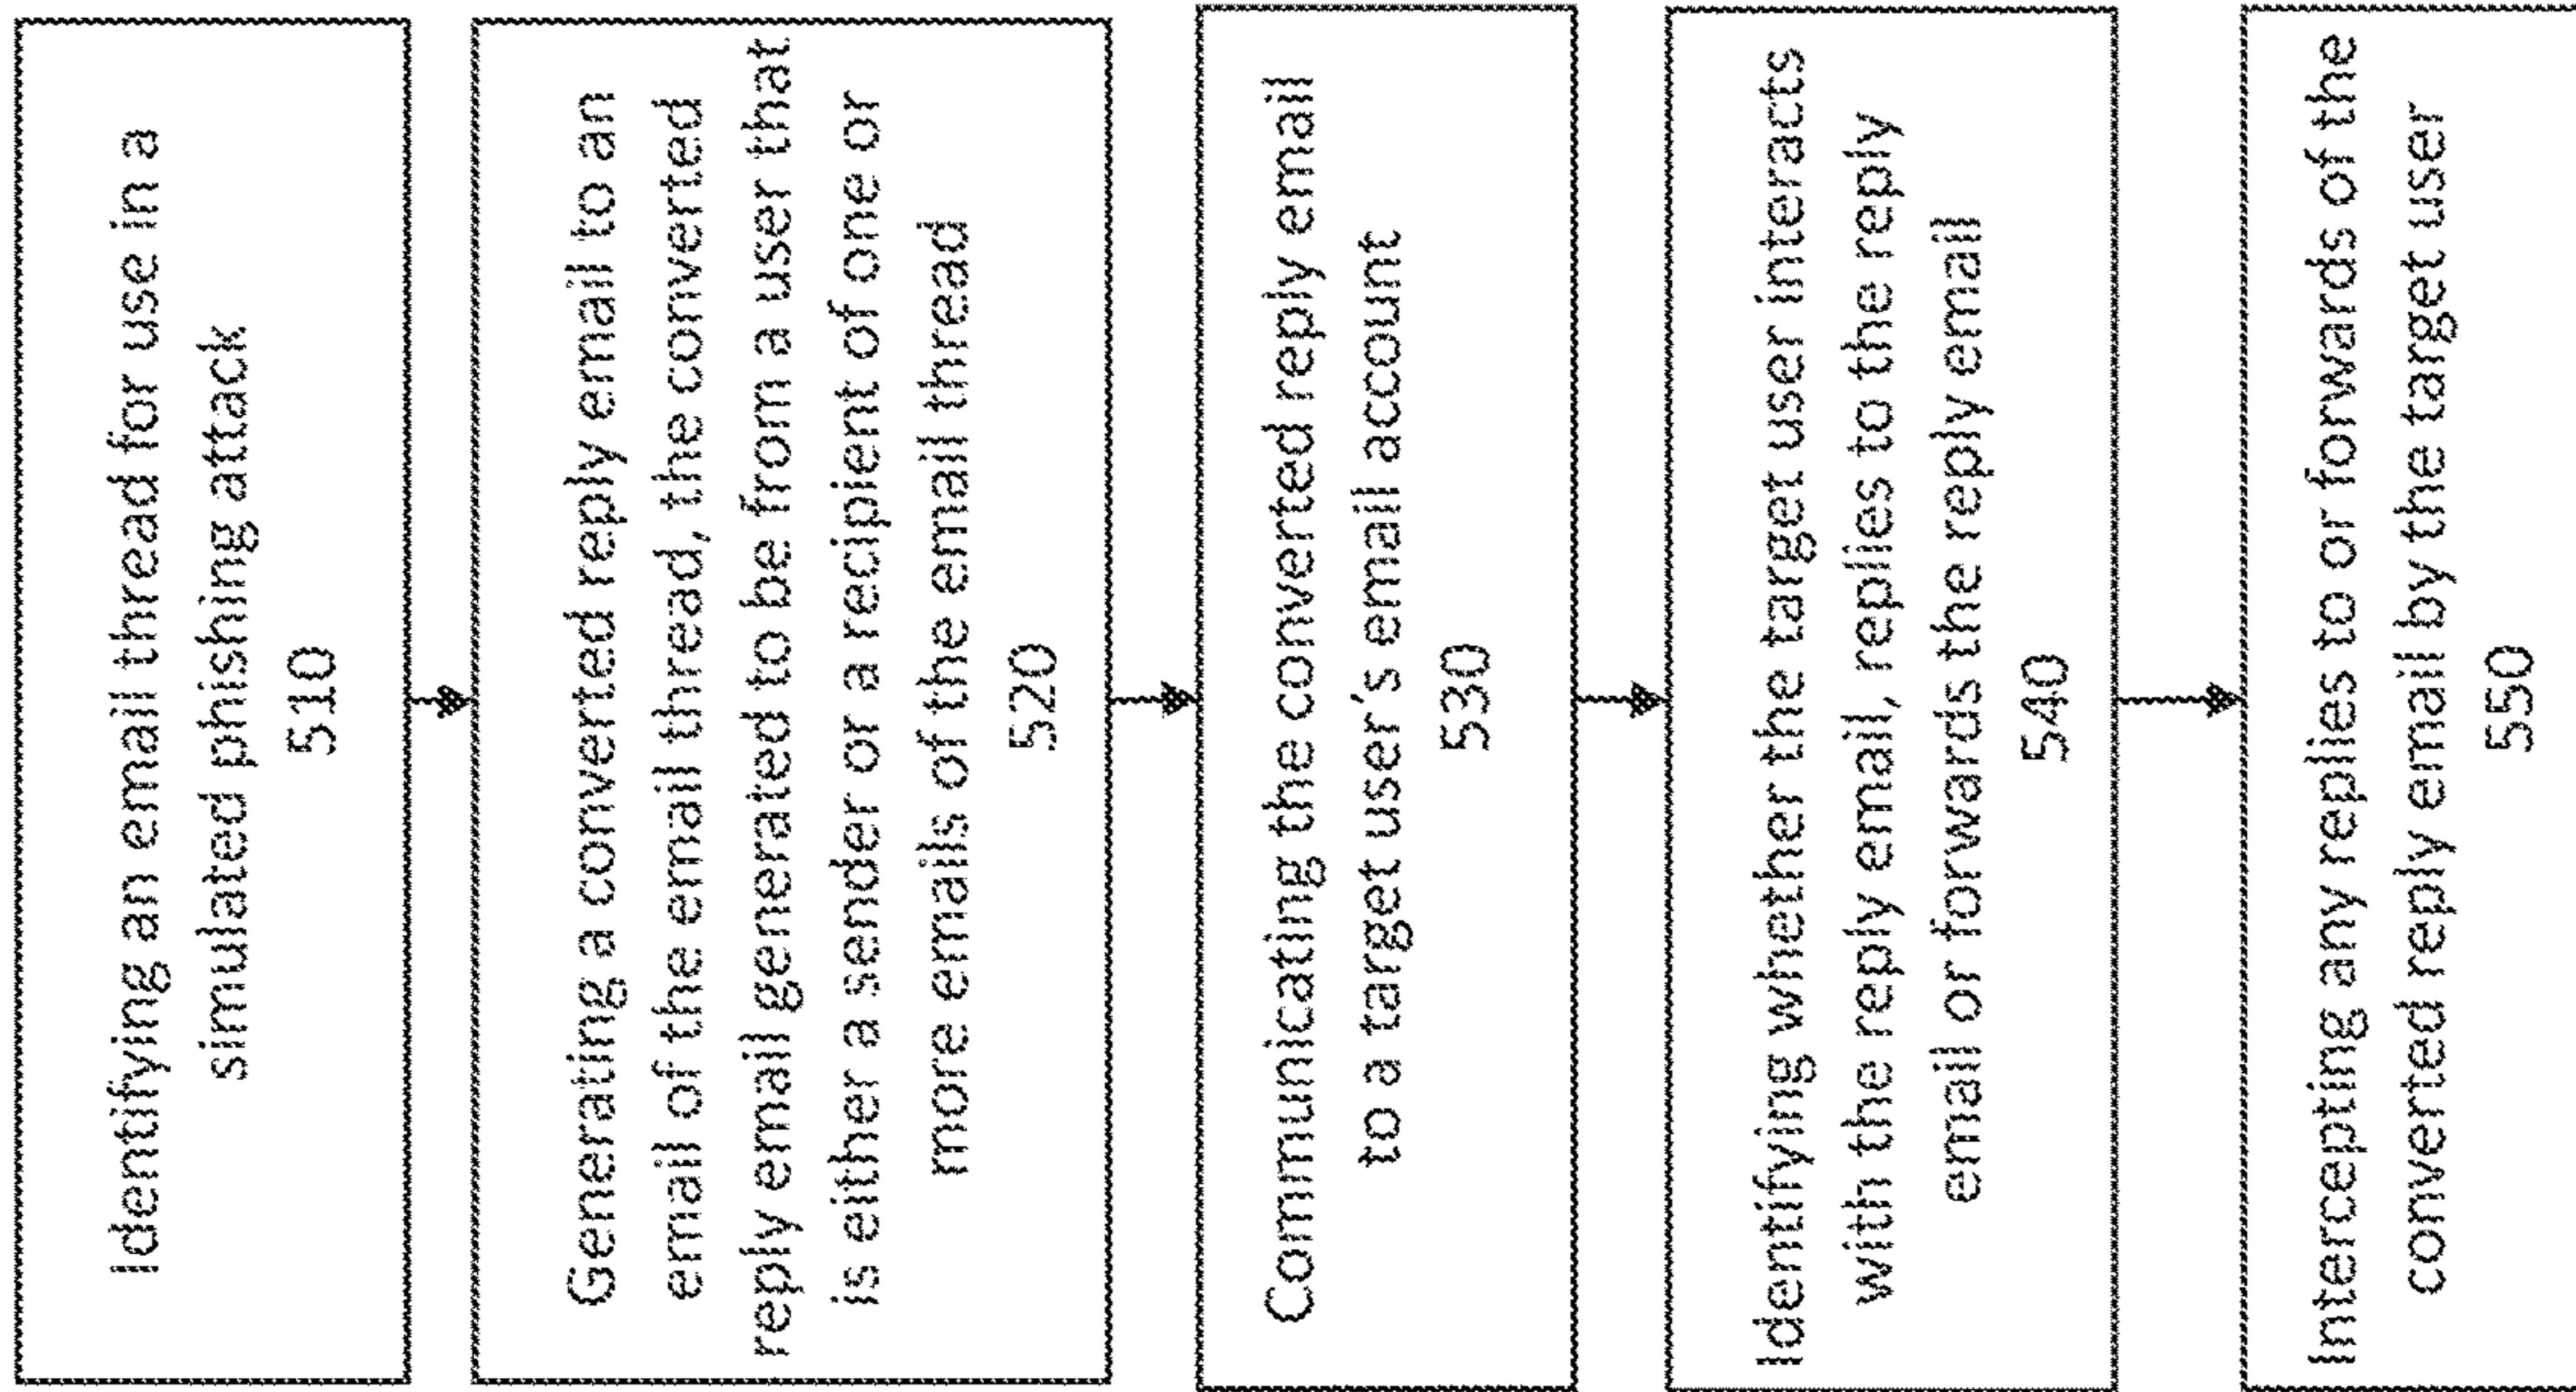 Identifying an email thread for use in a
simulated phishing attack
510
Generating a converted reply email to an
email of the email thread, the converted
reply email generated to be from a user that
is either a sender or a recipient of one or
more emails of the email thread
520
Communicating the converted reply email
to a target user's email account
530
Identifying whether the target user interacts
with the reply email, replies to the reply
email or forwards the reply email
540
Intercepting any replies to or forwards of the
converted reply email by the target user
550